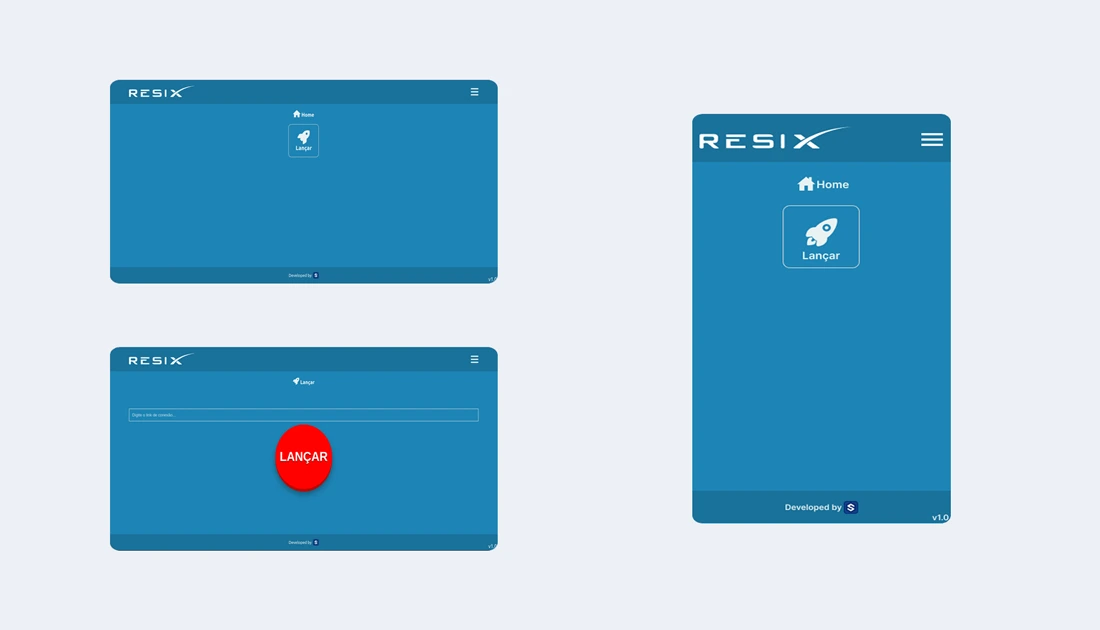 RESIX
Home
Lançar
Developed by
v1.0
RESIX
Lançar
Digite o link de conexão...
LANÇAR
Developed by
v1.0
RESIX
Home
Lançar
Developed by
v1.0